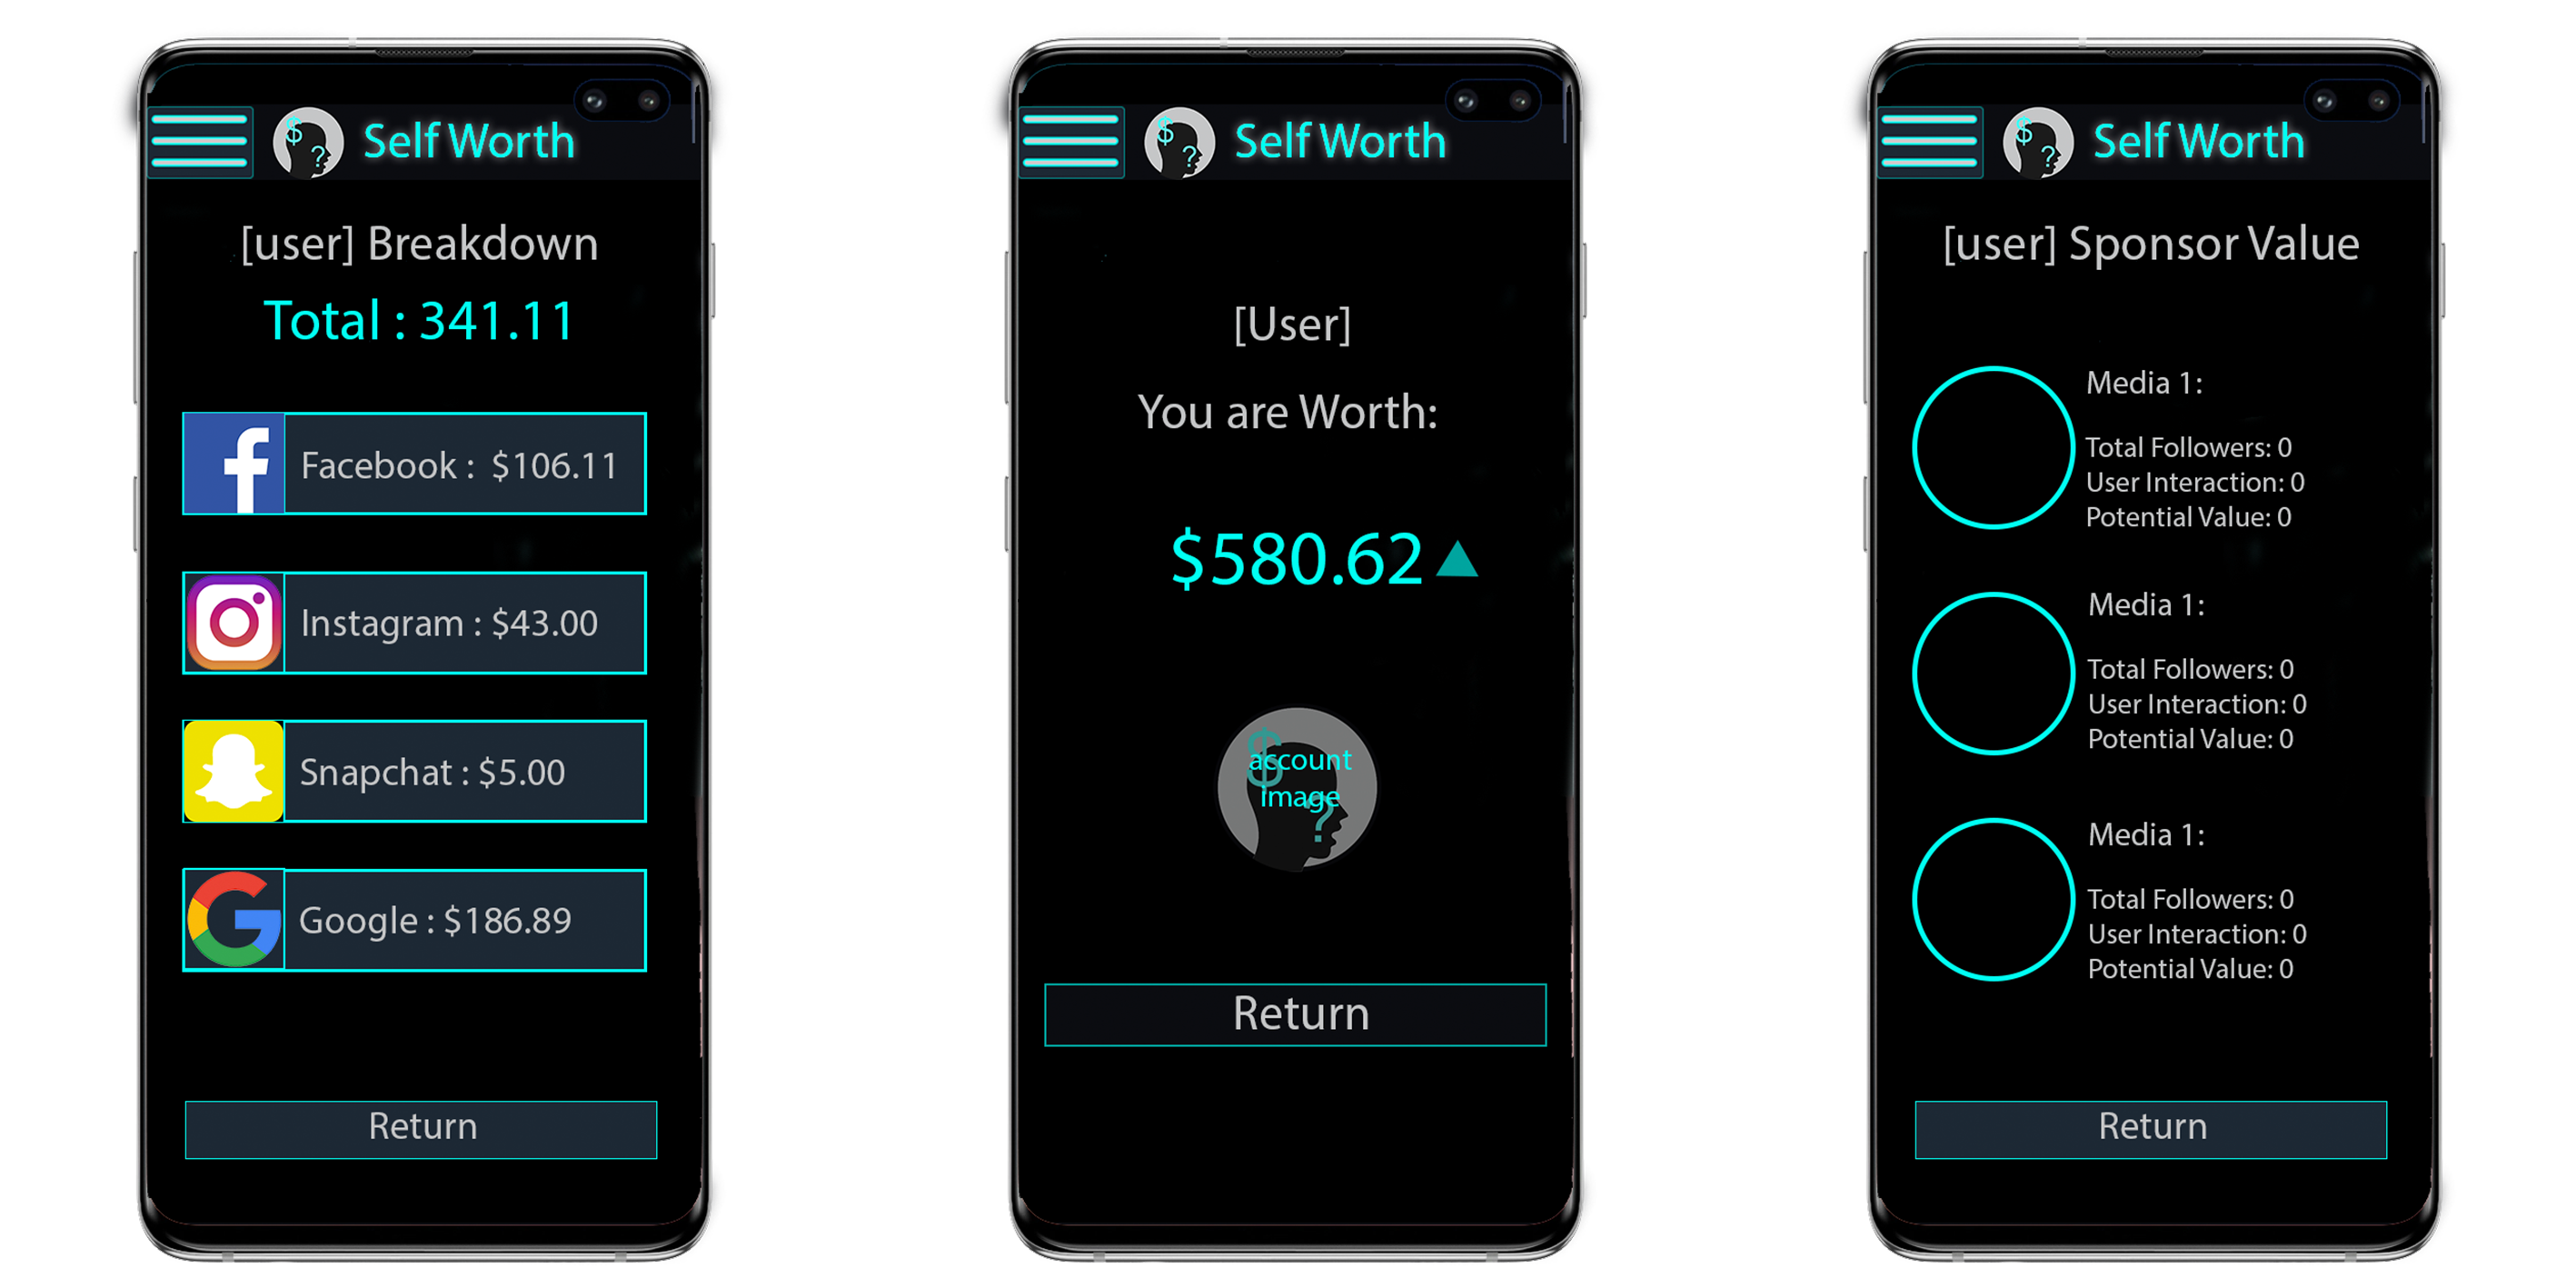 $
?
Self Worth
[user] Breakdown
Total : 341.11
f
Facebook :  $106.11
Instagram : $43.00
Snapchat : $5.00
G
Google : $186.89
Return
$
?
Self Worth
[User]
You are Worth:
$580.62
$
account
image
?
Return
$
?
Self Worth
[user] Sponsor Value
Media 1:
Total Followers: 0
User Interaction: 0
Potential Value: 0
Media 1:
Total Followers: 0
User Interaction: 0
Potential Value: 0
Media 1:
Total Followers: 0
User Interaction: 0
Potential Value: 0
Return